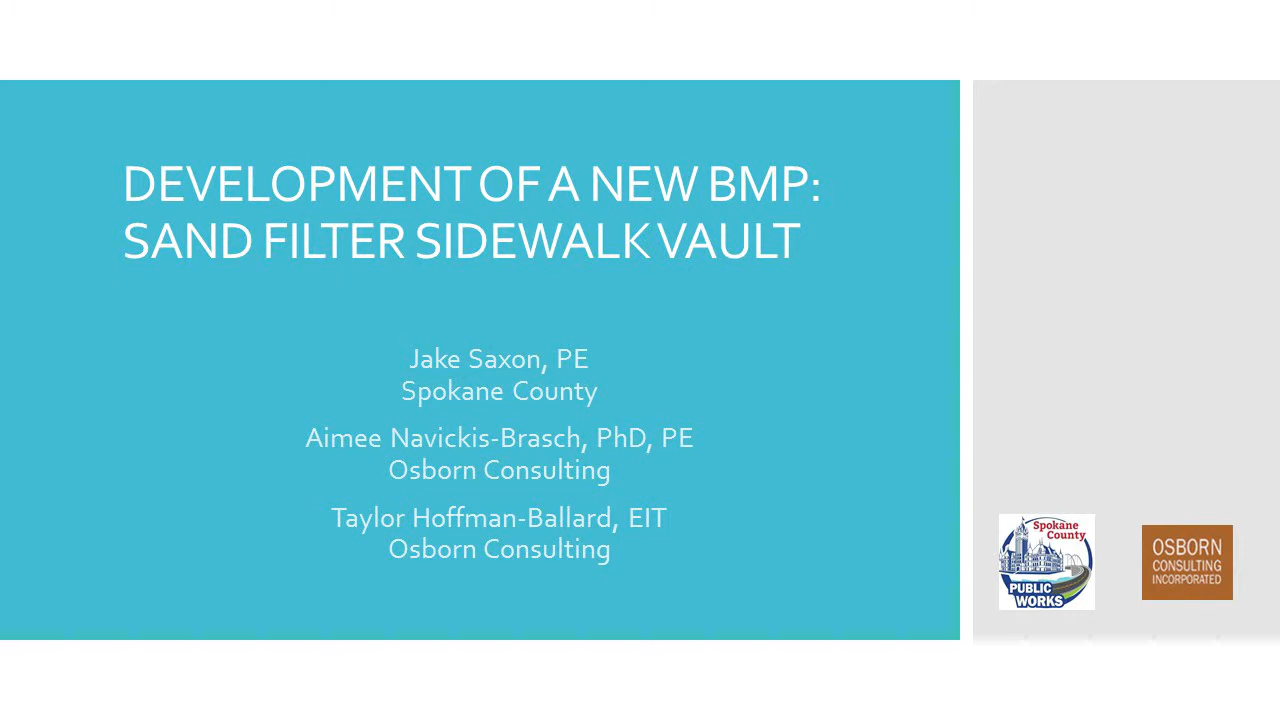 DEVELOPMENT OF A NEW BMP:
SAND FILTER SIDEWALK VAULT
Jake Saxon, PE
Spokane County
Aimee Navickis-Brasch, PhD, PE
Osborn Consulting
Taylor Hoffman-Ballard, EIT
Osborn Consulting
Spokane
County
PUBLIC
WORKS
OSBORN
CONSULTING
INCORPORATED